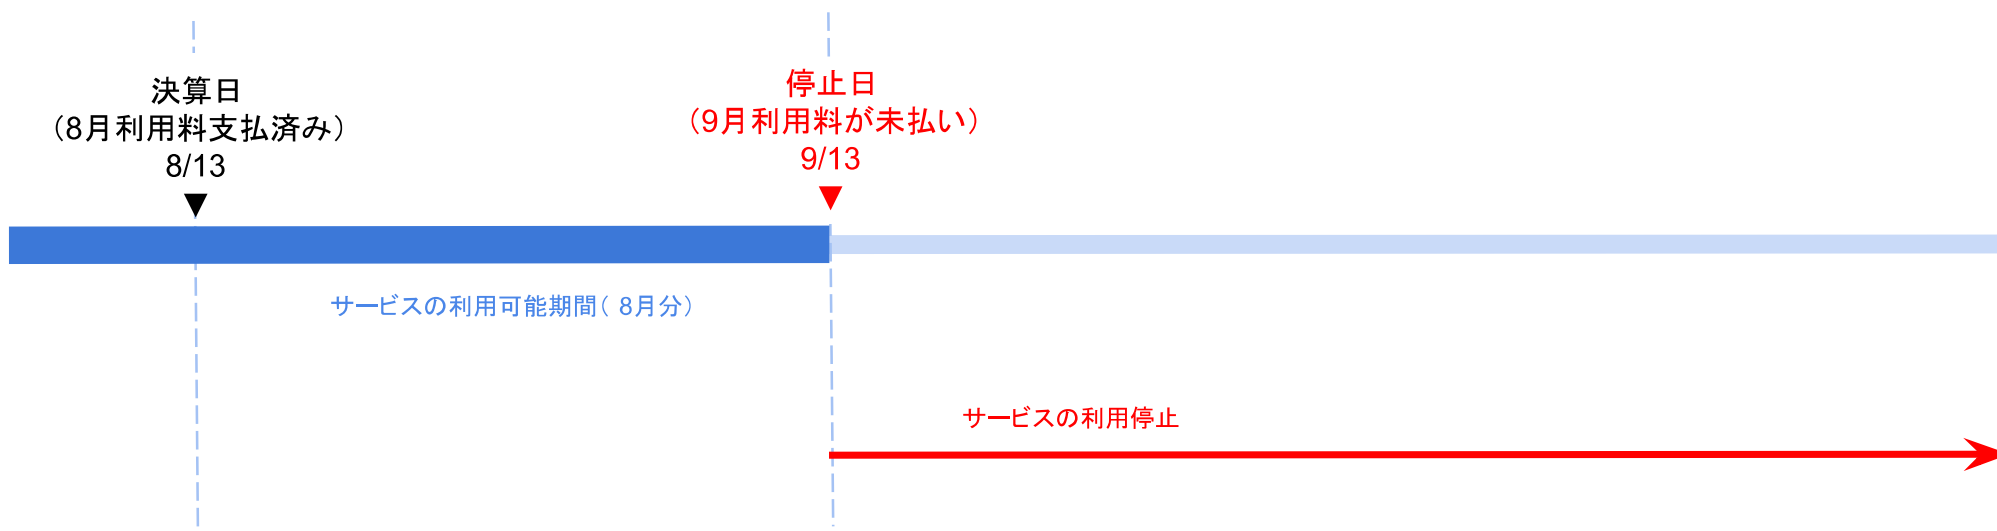 決算日
（8月利用料支払済み）
8/13
停止日
（9月利用料が未払い）
9/13
サービスの利用可能期間（ 8月分）
サービスの利用停止